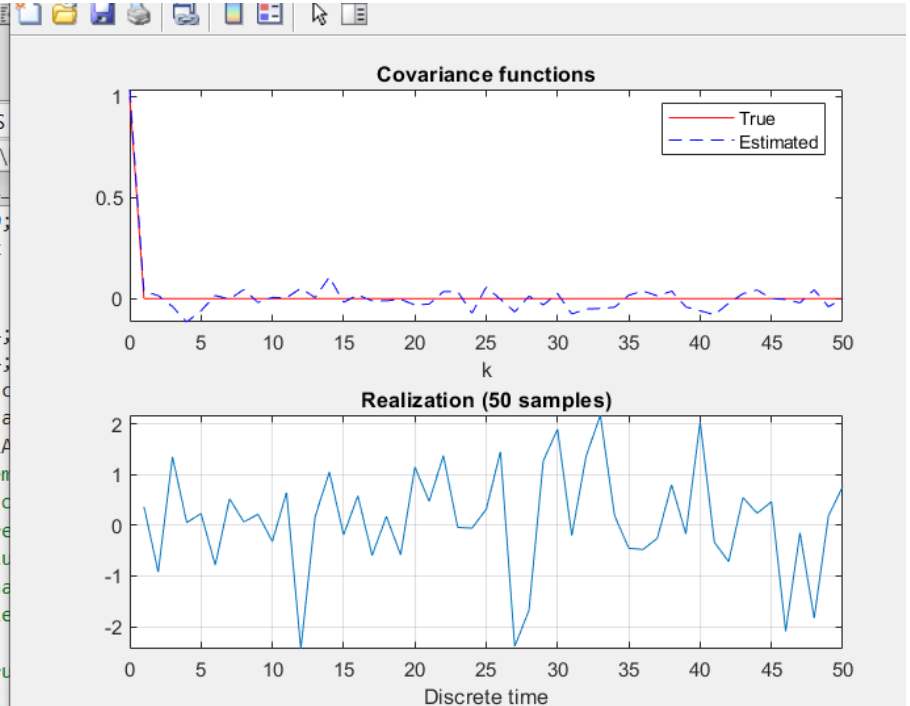 Covariance functions
1
0.5
0
True
Estimated
0 5 10 15 20 25 30 35 40 45 50
k
Realization (50 samples)
2
1
0
-1
-2
0 5 10 15 20 25 30 35 40 45 50
Discrete time